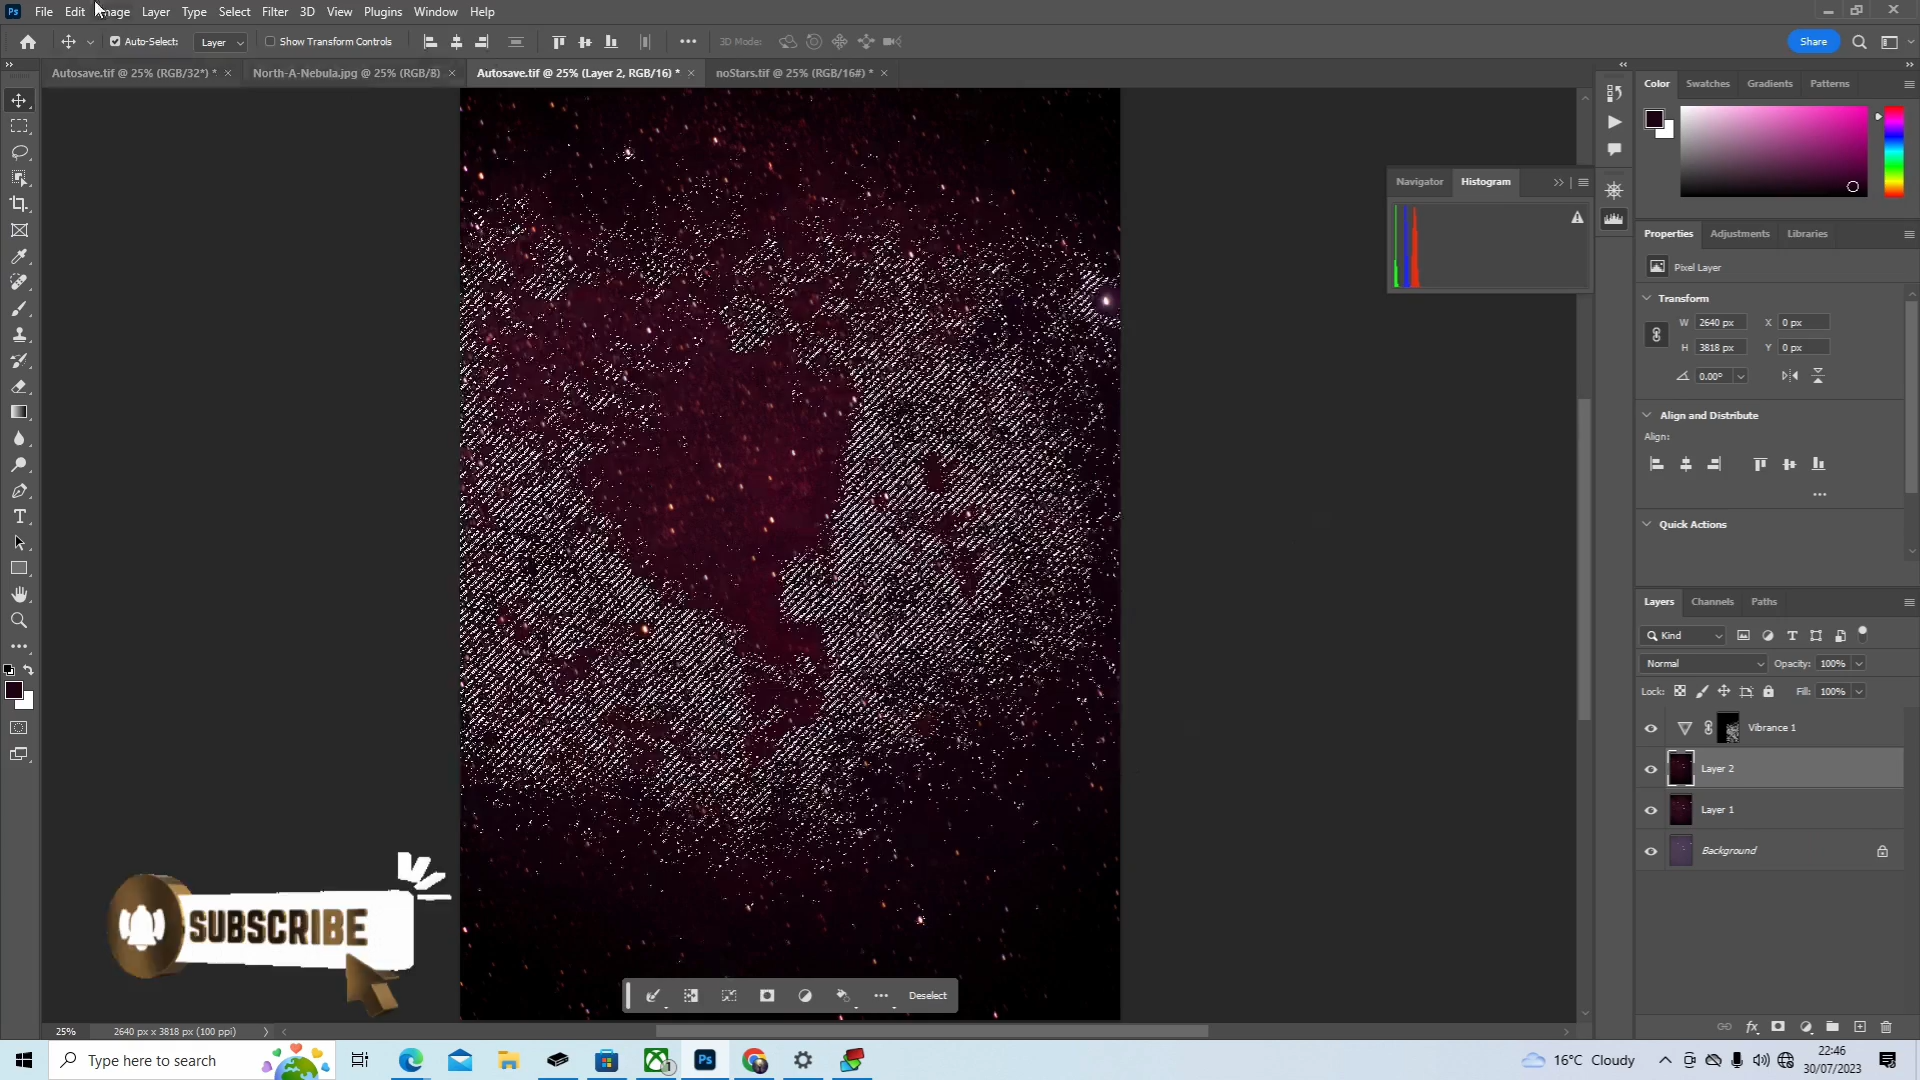 Ps File Edit Image Layer Type Select Filter 3D View Plugins Window Help
Auto-Select: Layer Show Transform Controls 3D Mode: Share
Autosave.tif @ 25% (RGB/32*) * North-A-Nebula.jpg @ 25% (RGB/8) Autosave.tif @ 25% (Layer 2, RGB/16) * noStars.tif @ 25% (RGB/16#) *
Color Swatches Gradients Patterns
Navigator Histogram
Properties Adjustments Libraries
Pixel Layer
Transform
W 2640 px X 0 px
H 3818 px Y 0 px
0.00°
Align and Distribute
Align:
Quick Actions
Layers Channels Paths
Kind
Normal Opacity: 100%
Lock: Fill: 100%
Vibrance 1
Layer 2
Layer 1
Background
SUBSCRIBE
Deselect
25% 2640 px x 3818 px (100 ppi)
Type here to search
1
Ps
16°C Cloudy
22:46
30/07/2023